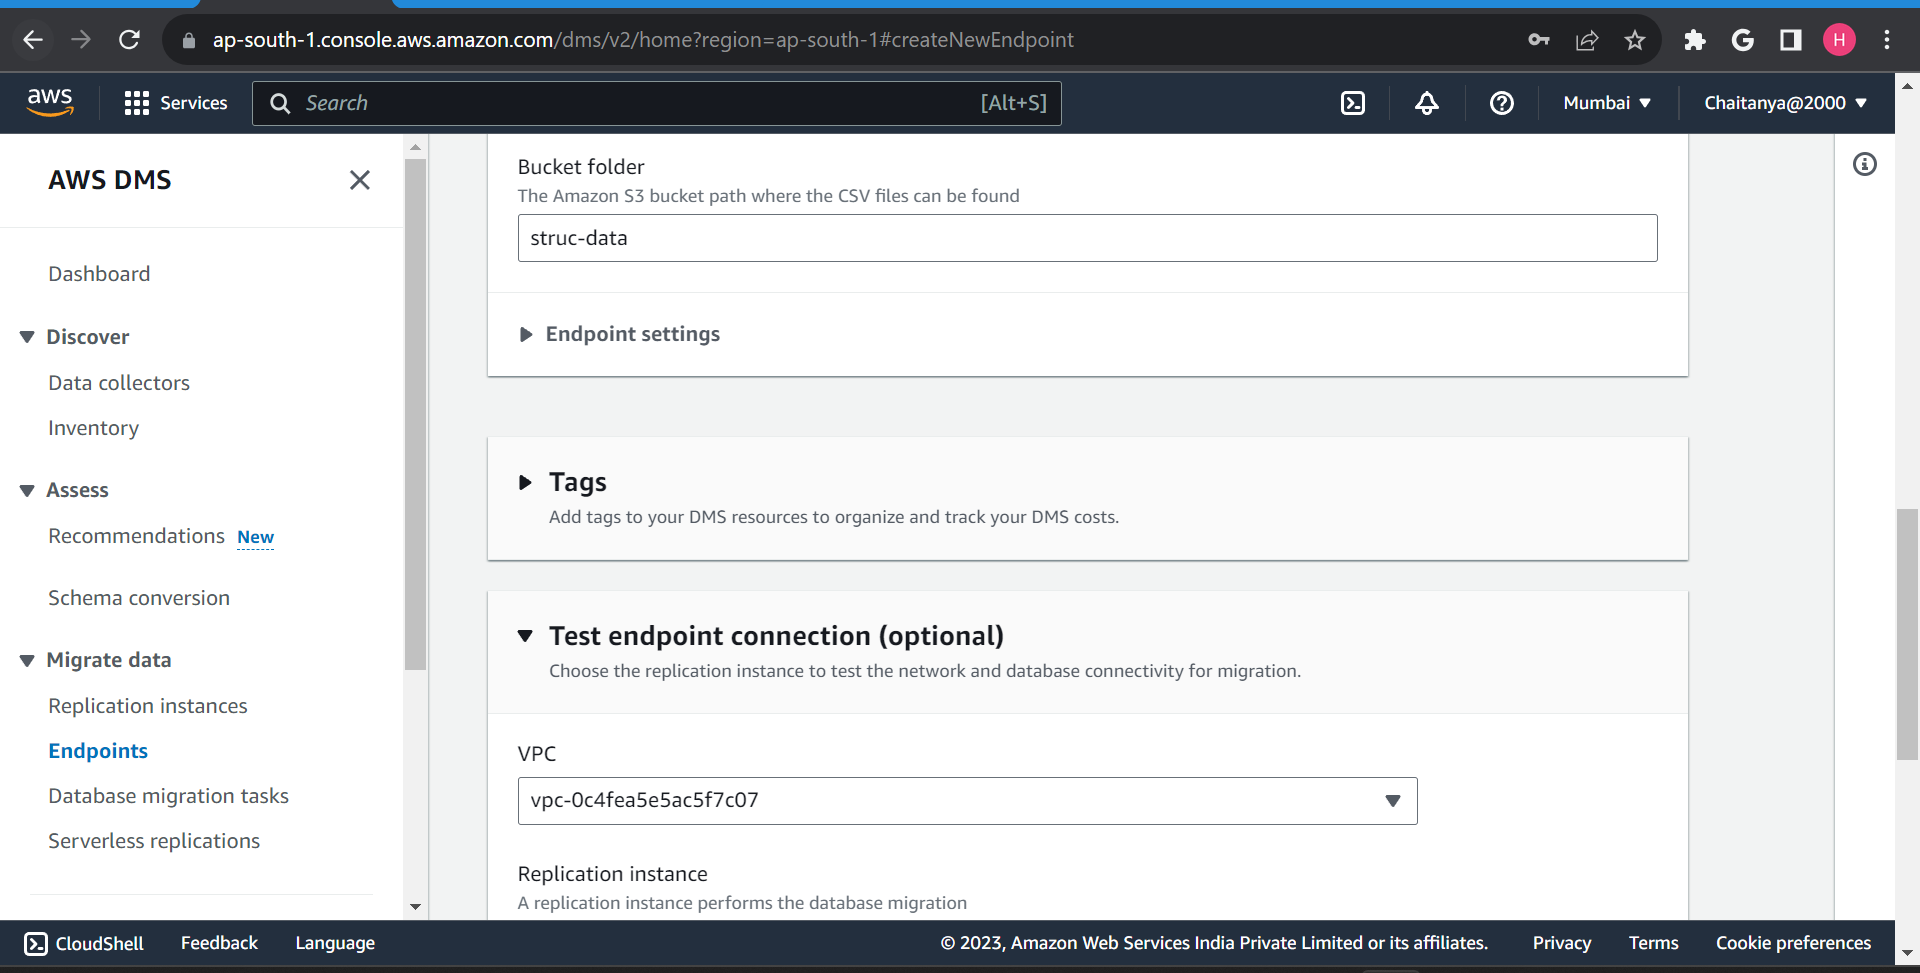 ap-south-1.console.aws.amazon.com/dms/v2/home?region=ap-south-1#createNewEndpoint
H
aws
Services
Search
[Alt+S]
Mumbai
Chaitanya@2000
AWS DMS
Dashboard
Discover
Data collectors
Inventory
Assess
Recommendations New
Schema conversion
Migrate data
Replication instances
Endpoints
Database migration tasks
Serverless replications
Bucket folder
The Amazon S3 bucket path where the CSV files can be found
struc-data
Endpoint settings
Tags
Add tags to your DMS resources to organize and track your DMS costs.
Test endpoint connection (optional)
Choose the replication instance to test the network and database connectivity for migration.
VPC
vpc-0c4fea5e5ac5f7c07
Replication instance
A replication instance performs the database migration
CloudShell
Feedback
Language
© 2023, Amazon Web Services India Private Limited or its affiliates.
Privacy
Terms
Cookie preferences